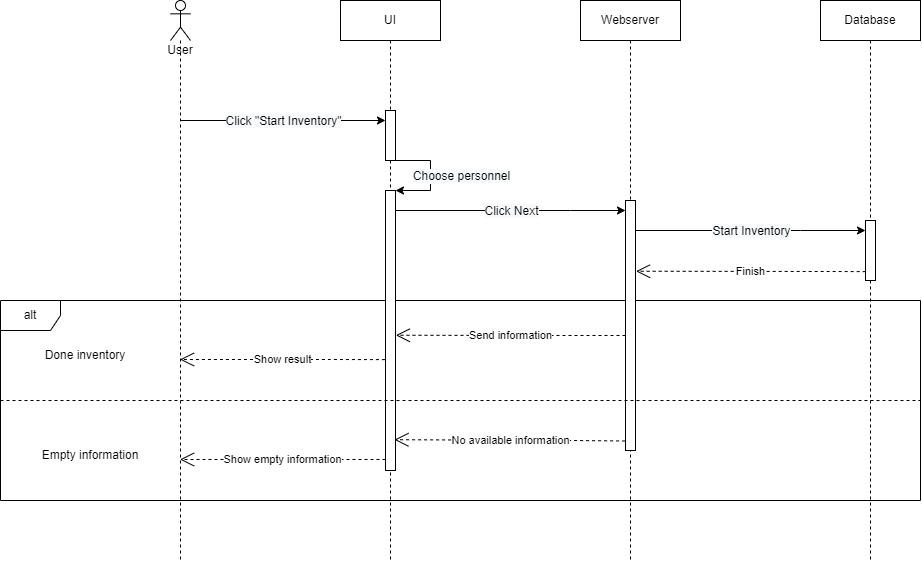 User
UI
Webserver
Database
Click "Start Inventory"
Choose personnel
Click Next
Start Inventory
Finish
alt
Done inventory
Send information
Show result
Empty information
No available information
Show empty information